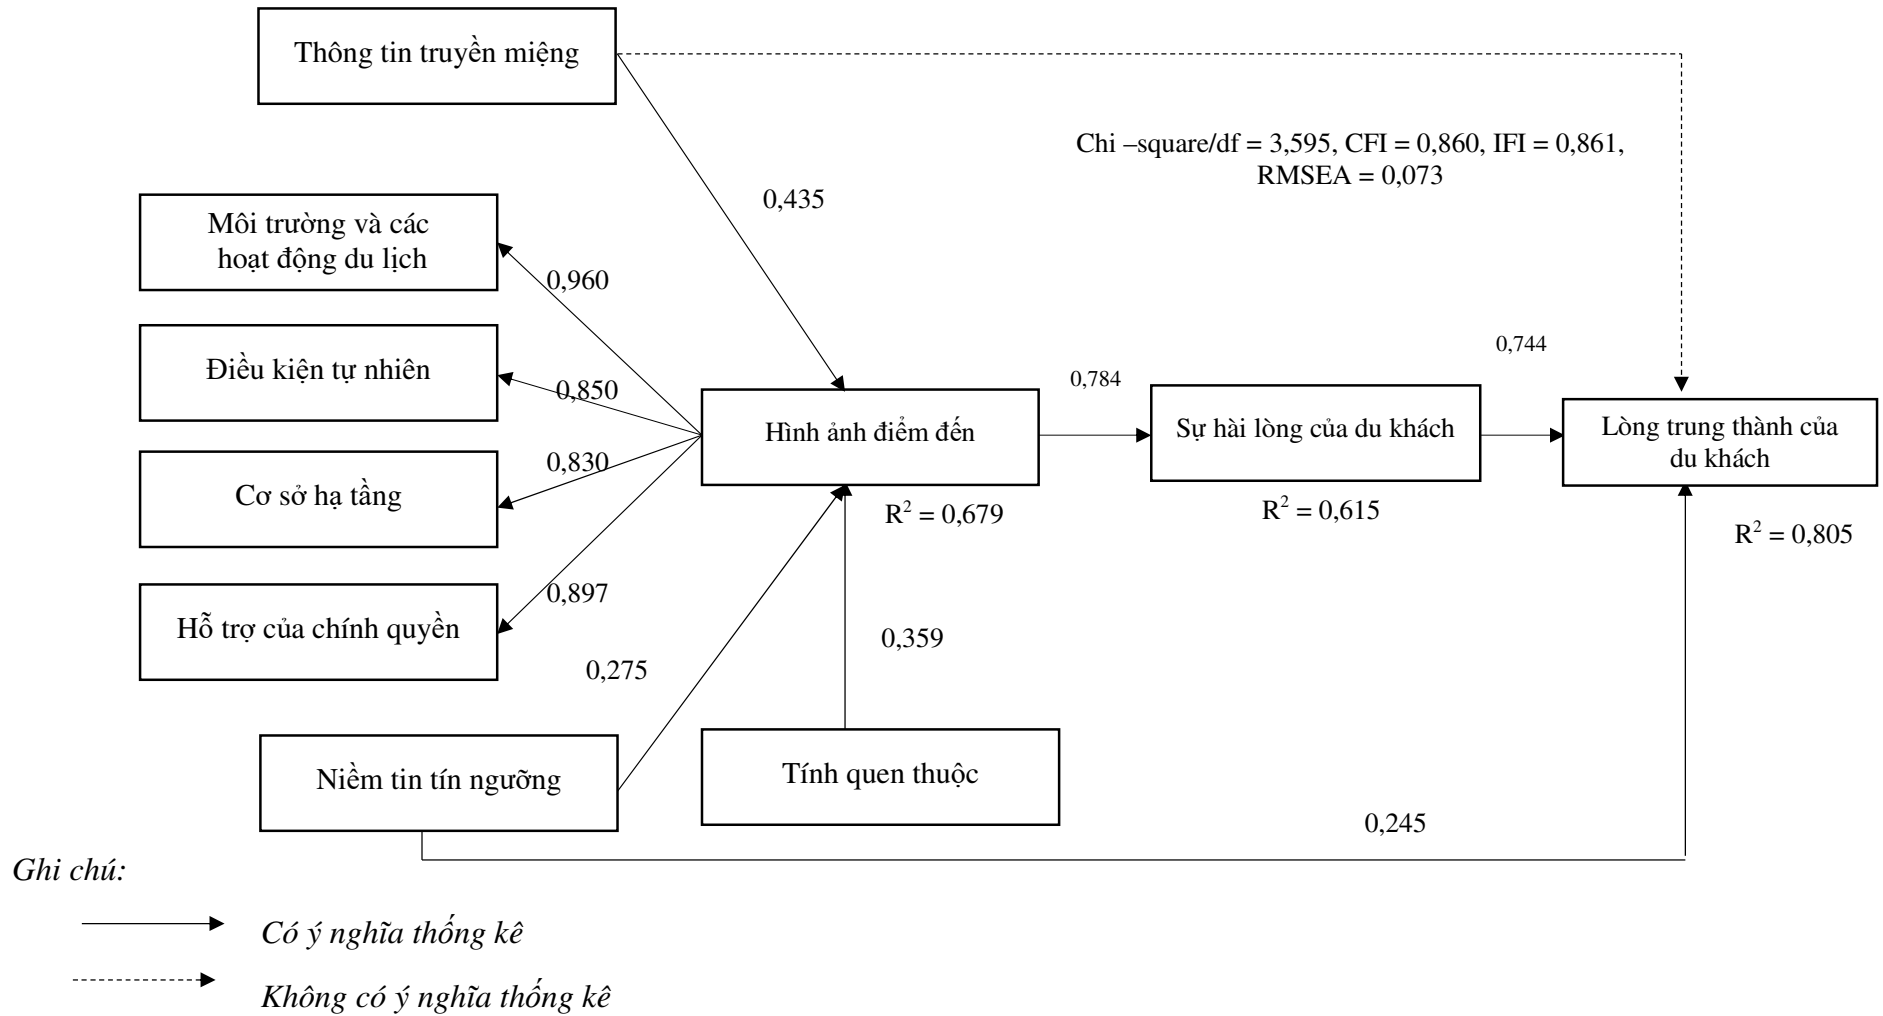 Thông tin truyền miệng
Chi –square/df = 3,595, CFI = 0,860, IFI = 0,861,
RMSEA = 0,073
0,435
Môi trường và các
hoạt động du lịch
0,960
Điều kiện tự nhiên
0,850
0,784
0,744
Hình ảnh điểm đến
Sự hài lòng của du khách
Lòng trung thành của
du khách
Cơ sở hạ tầng
0,830
R² = 0,679
R² = 0,615
R² = 0,805
Hỗ trợ của chính quyền
0,897
0,275
0,359
Niềm tin tín ngưỡng
Tính quen thuộc
0,245
Ghi chú:
Có ý nghĩa thống kê
Không có ý nghĩa thống kê